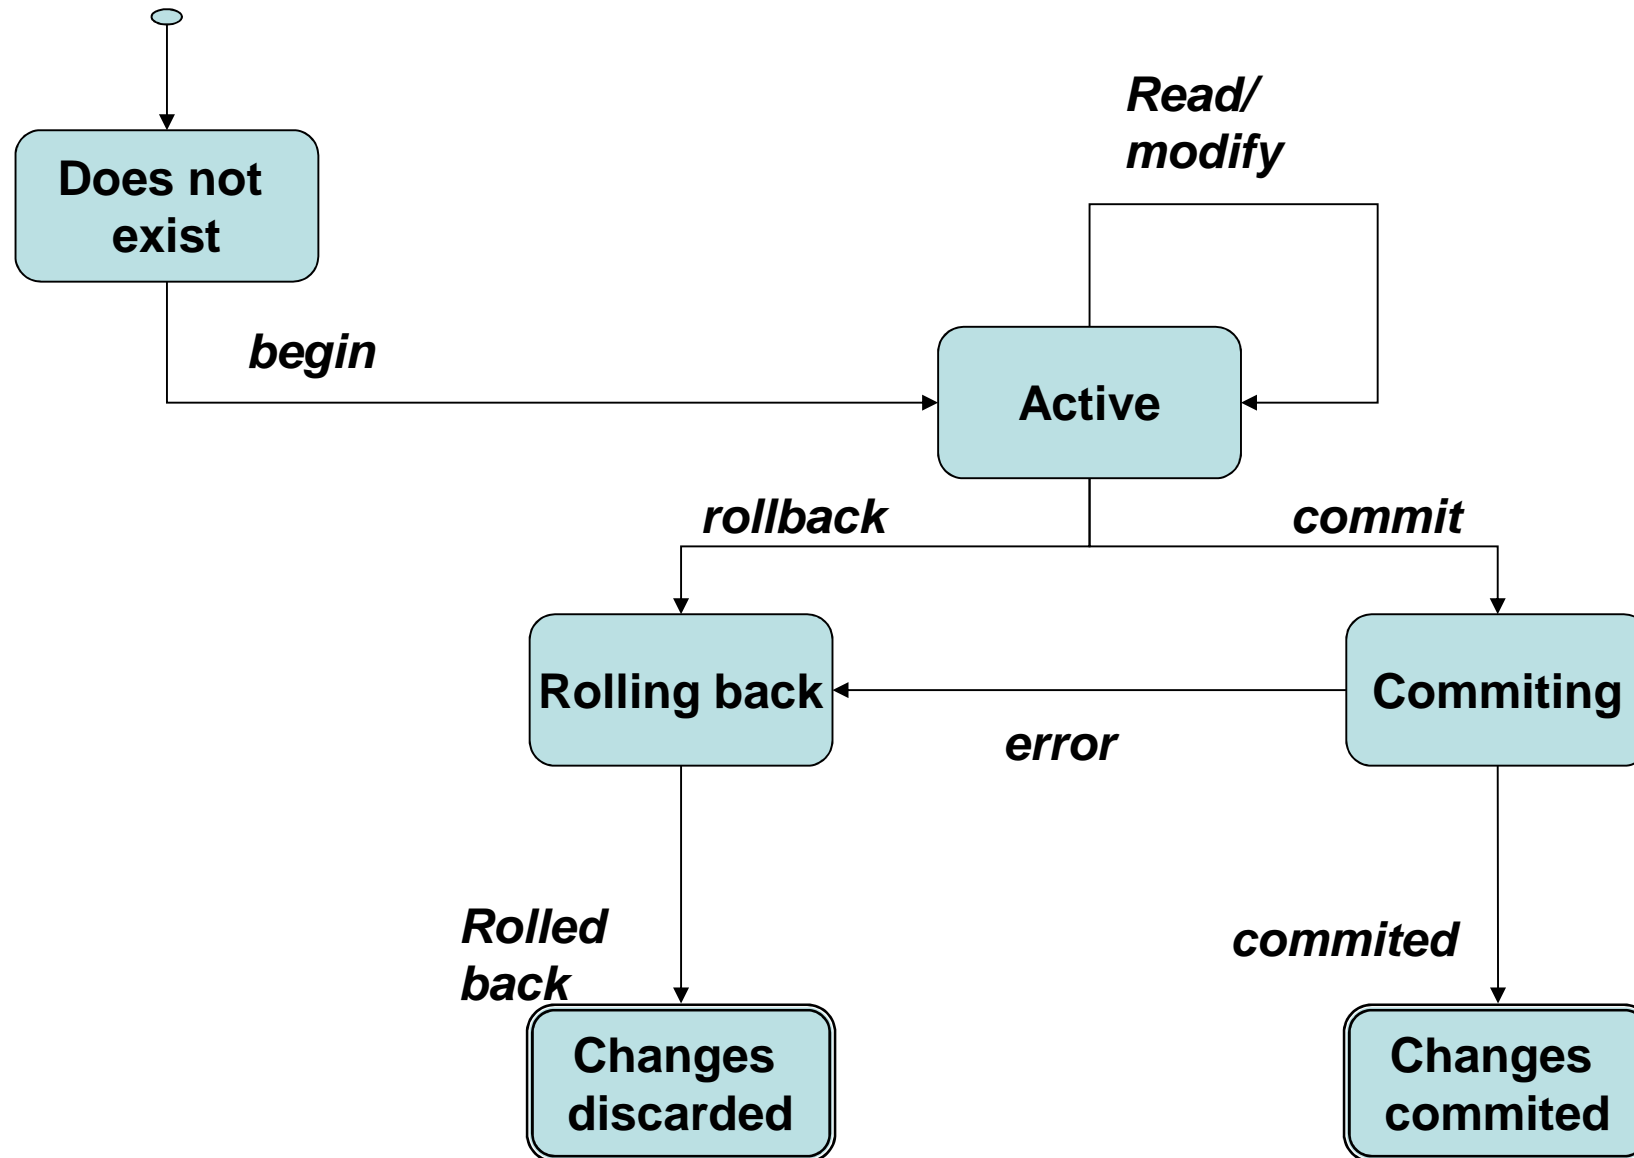 Read/
modify
Does not
exist
begin
Active
rollback
commit
Rolling back
Commiting
error
Rolled
back
commited
Changes
discarded
Changes
commited